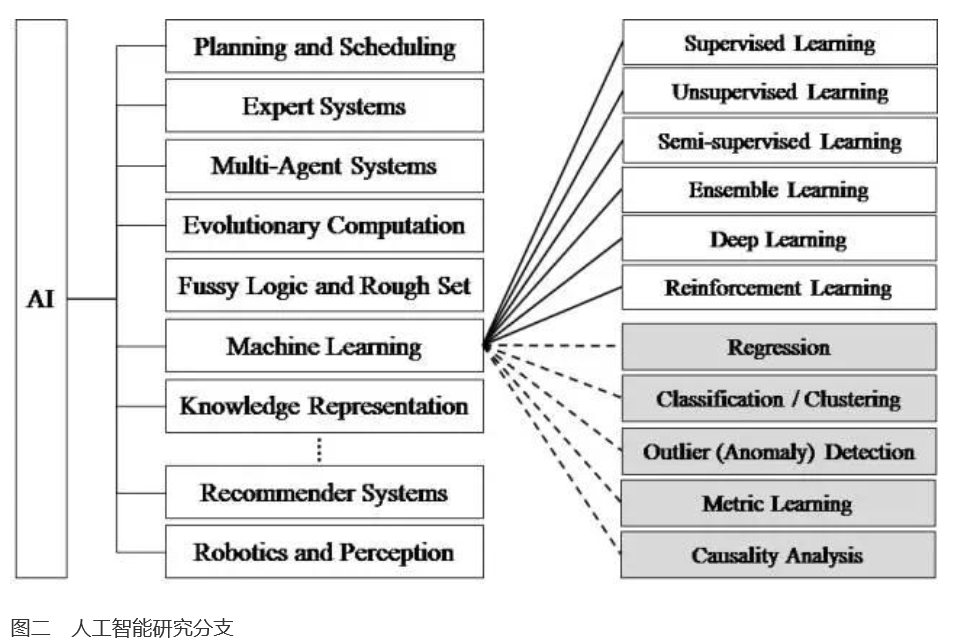 AI
Planning and Scheduling
Expert Systems
Multi-Agent Systems
Evolutionary Computation
Fussy Logic and Rough Set
Machine Learning
Knowledge Representation
Recommender Systems
Robotics and Perception
Supervised Learning
Unsupervised Learning
Semi-supervised Learning
Ensemble Learning
Deep Learning
Reinforcement Learning
Regression
Classification / Clustering
Outlier (Anomaly) Detection
Metric Learning
Causality Analysis
图二 人工智能研究分支